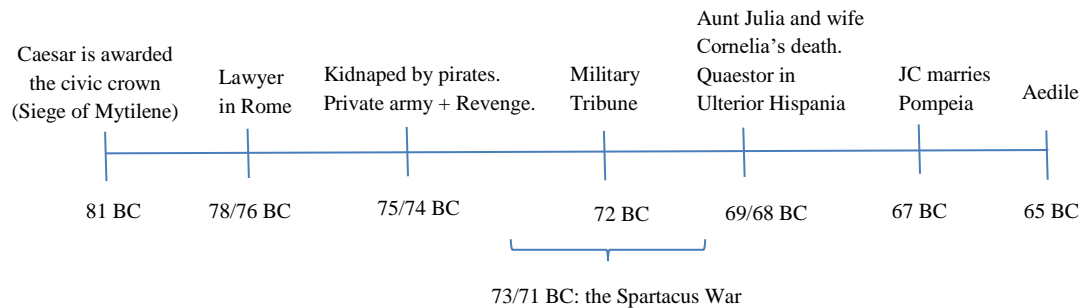 Caesar is awarded
the civic crown
(Siege of Mytilene)
Lawyer
in Rome
Kidnaped by pirates.
Private army + Revenge.
Military
Tribune
Aunt Julia and wife
Cornelia’s death.
Quaestor in
Ulterior Hispania
JC marries
Pompeia
Aedile
81 BC
78/76 BC
75/74 BC
72 BC
69/68 BC
67 BC
65 BC
73/71 BC: the Spartacus War